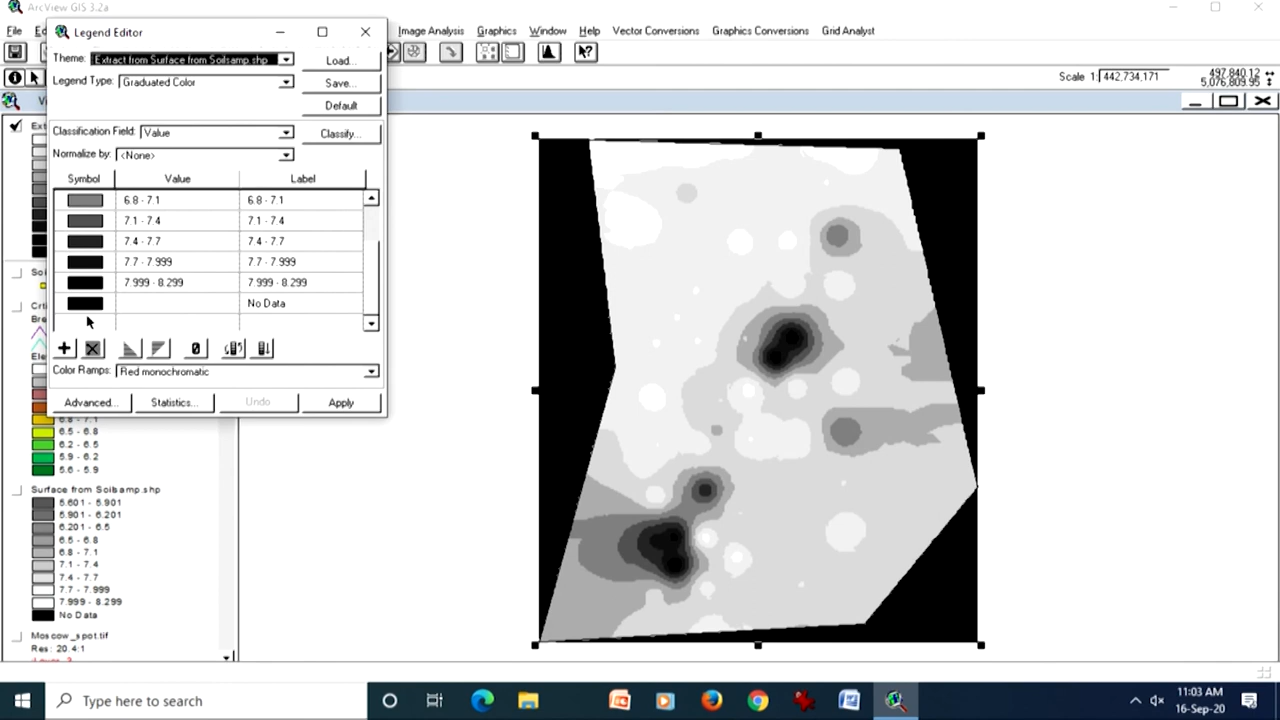 ArcView GIS 3.2a
File
Image Analysis Graphics Window Help Vector Conversions Graphics Conversions Grid Analyst
Scale 1: 442,734,171
497,840.12
5,076,809.95
Legend Editor
Theme: Extract from Surface from Soilsamp.shp
Load...
Legend Type: Graduated Color
Save...
Default
Classification Field: Value
Classify...
Normalize by: <None>
Symbol Value Label
6.8 - 7.1 6.8 - 7.1
7.1 - 7.4 7.1 - 7.4
7.4 - 7.7 7.4 - 7.7
7.7 - 7.999 7.7 - 7.999
7.999 - 8.299 7.999 - 8.299
No Data
Color Ramps: Red monochromatic
Advanced... Statistics... Undo Apply
6.8 - 7.1
6.5 - 6.8
6.2 - 6.5
5.9 - 6.2
5.6 - 5.9
Surface from Soilsamp.shp
5.601 - 5.901
5.901 - 6.201
6.201 - 6.5
6.5 - 6.8
6.8 - 7.1
7.1 - 7.4
7.4 - 7.7
7.7 - 7.999
7.999 - 8.299
No Data
Moscow_spot.tif
Res: 20.4:1
Type here to search
11:03 AM
16-Sep-20